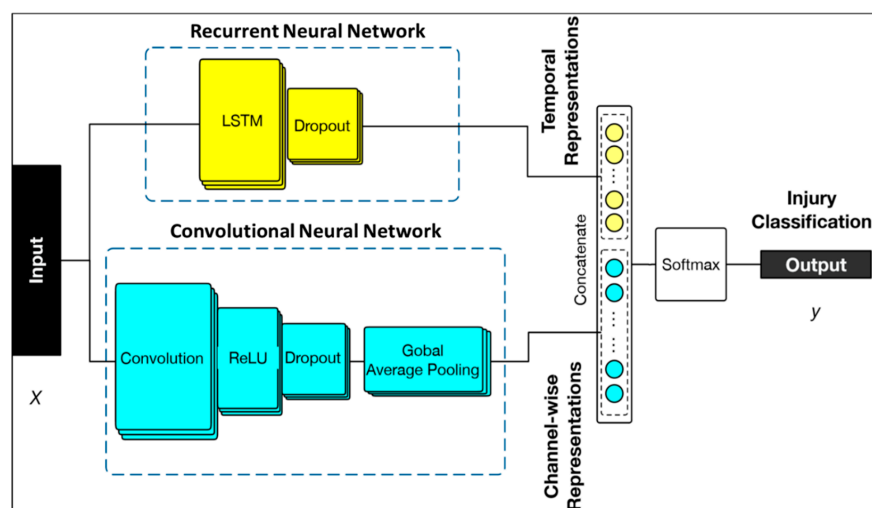 Recurrent Neural Network
LSTM
Dropout
Temporal
Representations
Input
X
Convolutional Neural Network
Convolution
ReLU
Dropout
Gobal
Average Pooling
Concatenate
Channel-wise
Representations
Softmax
Injury
Classification
Output
y